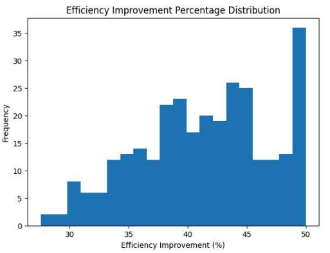 Efficiency Improvement Percentage Distribution
35
30
25
20
15
10
5
0
Frequency
30 35 40 45 50
Efficiency Improvement (%)